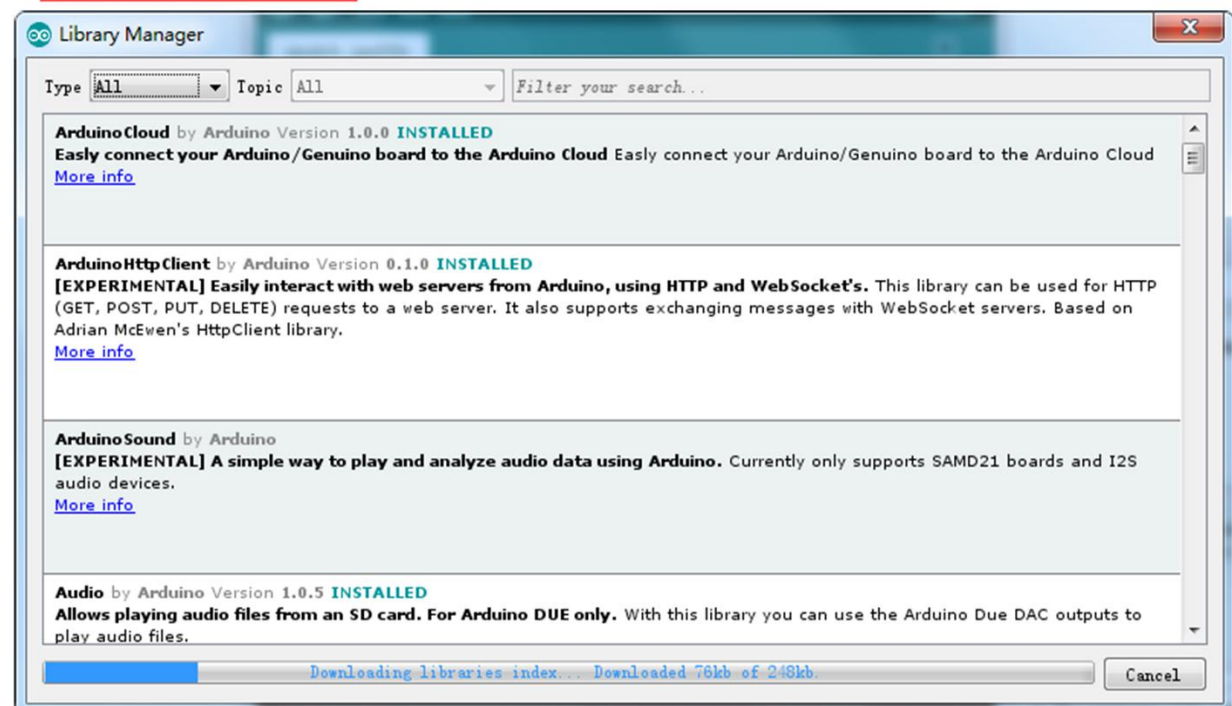 Library Manager
Type All Topic All Filter your search...
ArduinoCloud by Arduino Version 1.0.0 INSTALLED
Easly connect your Arduino/Genuino board to the Arduino Cloud Easly connect your Arduino/Genuino board to the Arduino Cloud
More info
ArduinoHttpClient by Arduino Version 0.1.0 INSTALLED
[EXPERIMENTAL] Easily interact with web servers from Arduino, using HTTP and WebSocket's. This library can be used for HTTP
(GET, POST, PUT, DELETE) requests to a web server. It also supports exchanging messages with WebSocket servers. Based on
Adrian McEwen's HttpClient library.
More info
ArduinoSound by Arduino
[EXPERIMENTAL] A simple way to play and analyze audio data using Arduino. Currently only supports SAMD21 boards and I2S
audio devices.
More info
Audio by Arduino Version 1.0.5 INSTALLED
Allows playing audio files from an SD card. For Arduino DUE only. With this library you can use the Arduino Due DAC outputs to
play audio files.
Downloading libraries index... Downloaded 76kb of 248kb.
Cancel